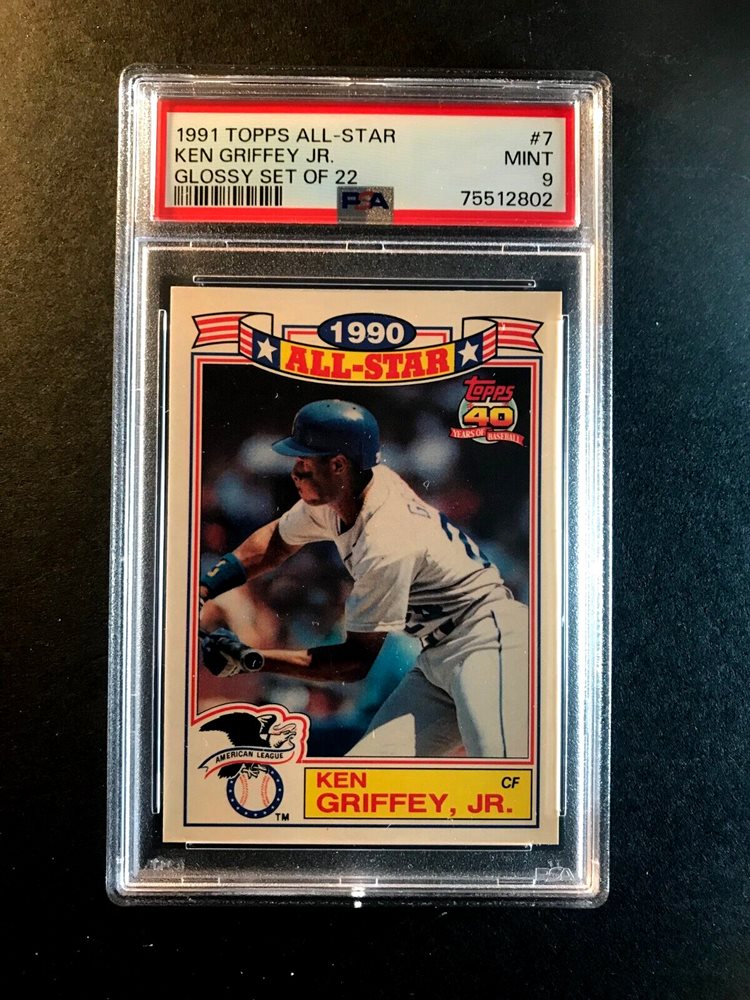 1991 TOPPS ALL-STAR #7
KEN GRIFFEY JR. MINT
GLOSSY SET OF 22 9
PSA 75512802
1990
ALL-STAR
topps
40
YEARS OF BASEBALL
AMERICAN LEAGUE
TM
KEN CF
GRIFFEY, JR.
PSA